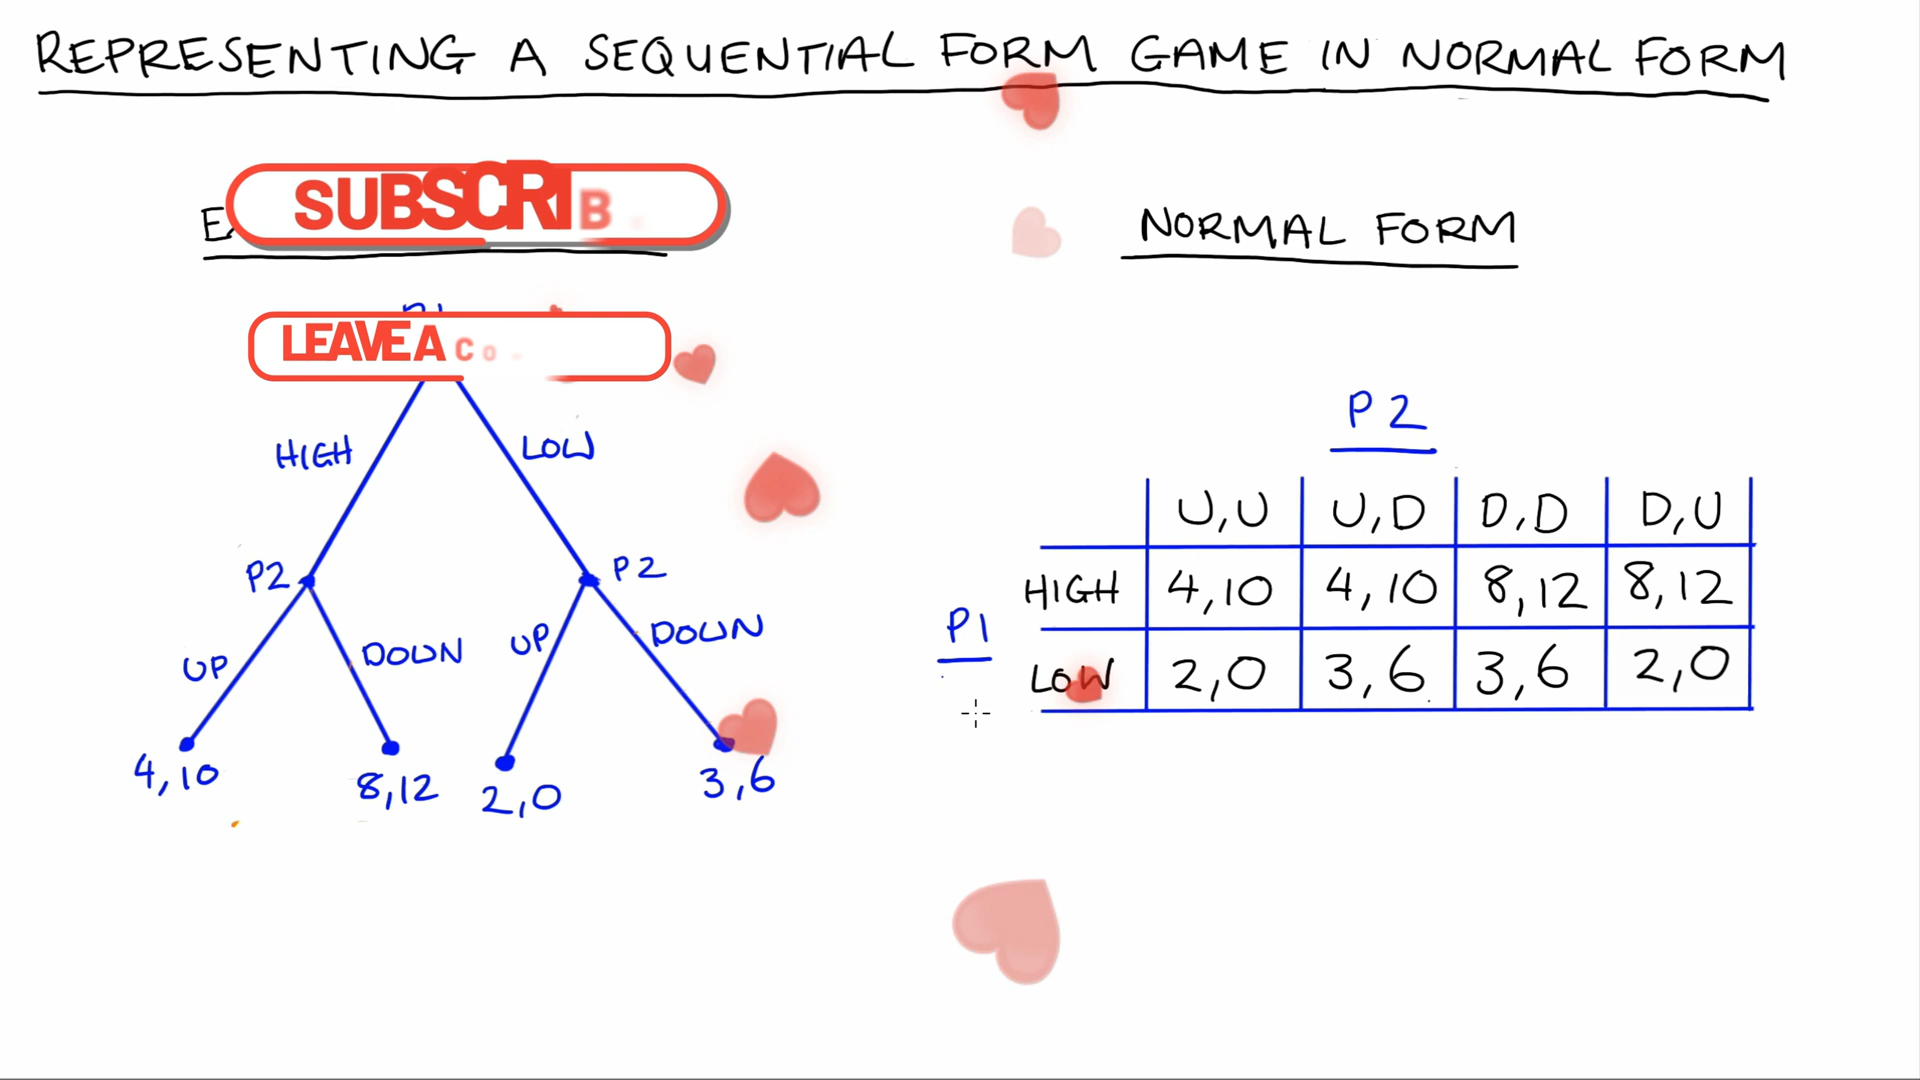 REPRESENTING A SEQUENTIAL FORM GAME IN NORMAL FORM
SUBSCRIB
NORMAL FORM
LEAVE A CO
HIGH LOW
P2 P2
UP DOWN UP DOWN
4,10 8,12 2,0 3,6
P2
U,U U,D D,D D,U
HIGH 4,10 4,10 8,12 8,12
P1
LOW 2,0 3,6 3,6 2,0